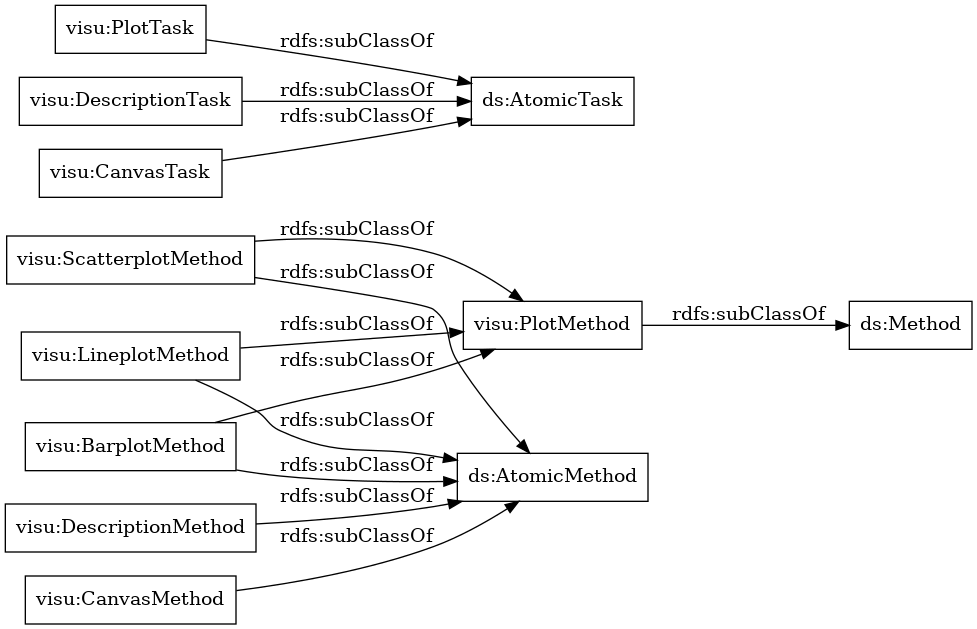 visu:PlotTask
rdfs:subClassOf
visu:DescriptionTask
rdfs:subClassOf
ds:AtomicTask
rdfs:subClassOf
visu:CanvasTask
rdfs:subClassOf
visu:ScatterplotMethod
rdfs:subClassOf
rdfs:subClassOf
visu:PlotMethod
rdfs:subClassOf
ds:Method
visu:LineplotMethod
rdfs:subClassOf
rdfs:subClassOf
visu:BarplotMethod
rdfs:subClassOf
ds:AtomicMethod
rdfs:subClassOf
visu:DescriptionMethod
rdfs:subClassOf
visu:CanvasMethod